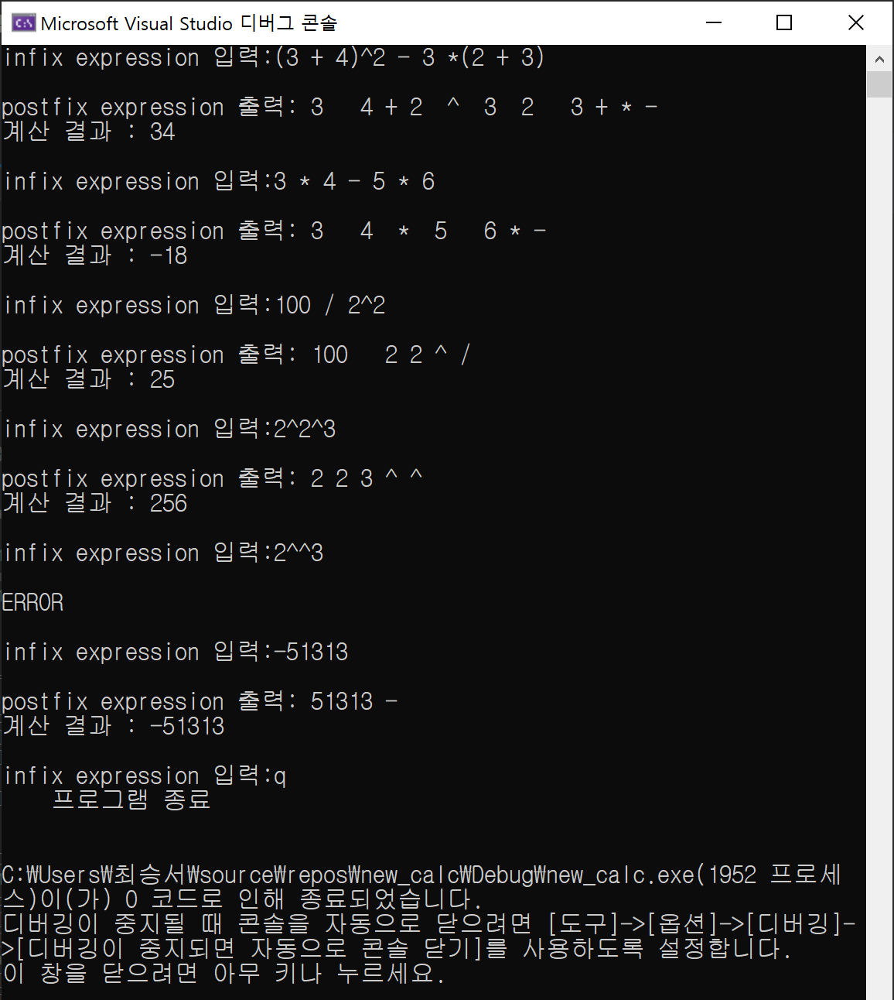 Microsoft Visual Studio 디버그 콘솔
infix expression 입력:(3 + 4)^2 - 3 *(2 + 3)
postfix expression 출력: 3   4 + 2  ^  3  2   3 + * -
계산 결과 : 34
infix expression 입력:3 * 4 - 5 * 6
postfix expression 출력: 3   4  *  5   6 * -
계산 결과 : -18
infix expression 입력:100 / 2^2
postfix expression 출력: 100   2 2 ^ /
계산 결과 : 25
infix expression 입력:2^2^3
postfix expression 출력: 2 2 3 ^ ^
계산 결과 : 256
infix expression 입력:2^^3
ERROR
infix expression 입력:-51313
postfix expression 출력: 51313 -
계산 결과 : -51313
infix expression 입력:q
    프로그램 종료
C:₩Users₩최승서₩source₩repos₩new_calc₩Debug₩new_calc.exe(1952 프로세
스)이(가) 0 코드로 인해 종료되었습니다.
디버깅이 중지될 때 콘솔을 자동으로 닫으려면 [도구]->[옵션]->[디버깅]-
>[디버깅이 중지되면 자동으로 콘솔 닫기]를 사용하도록 설정합니다.
이 창을 닫으려면 아무 키나 누르세요.